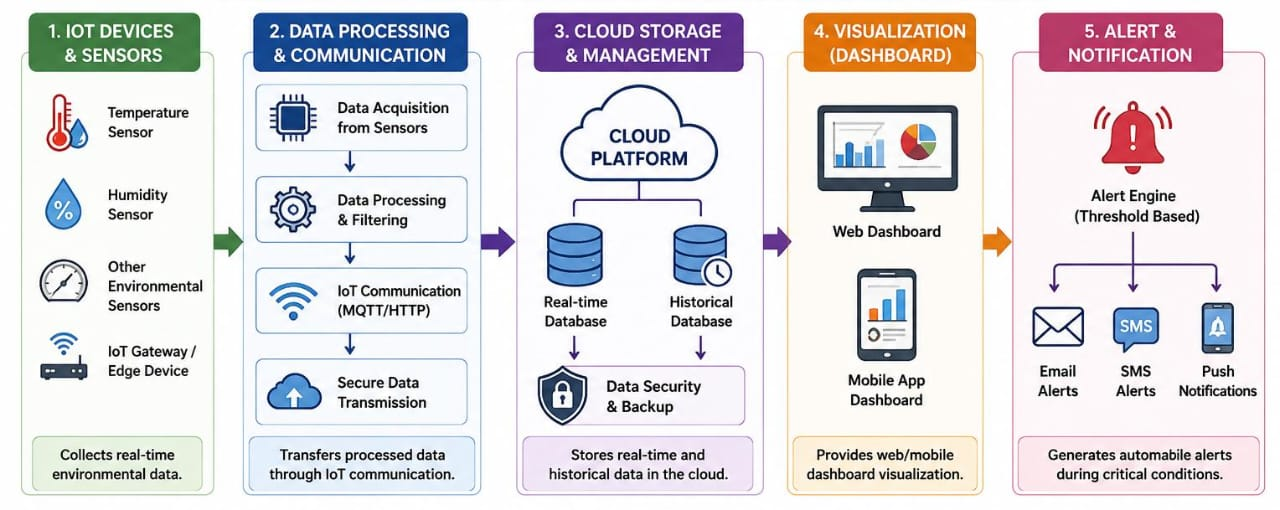 1. IOT DEVICES
& SENSORS
Temperature
Sensor
%
Humidity
Sensor
Other
Environmental
Sensors
IoT Gateway /
Edge Device
Collects real-time
environmental data.
2. DATA PROCESSING
& COMMUNICATION
Data Acquisition
from Sensors
Data Processing
& Filtering
IoT Communication
(MQTT/HTTP)
Secure Data
Transmission
Transfers processed data
through IoT communication.
3. CLOUD STORAGE
& MANAGEMENT
CLOUD
PLATFORM
Real-time
Database
Historical
Database
Data Security
& Backup
Stores real-time and
historical data in the cloud.
4. VISUALIZATION
(DASHBOARD)
Web Dashboard
Mobile App
Dashboard
Provides web/mobile
dashboard visualization.
5. ALERT &
NOTIFICATION
Alert Engine
(Threshold Based)
Email
Alerts
SMS
SMS
Alerts
Push
Notifications
Generates automabile alerts
during critical conditions.